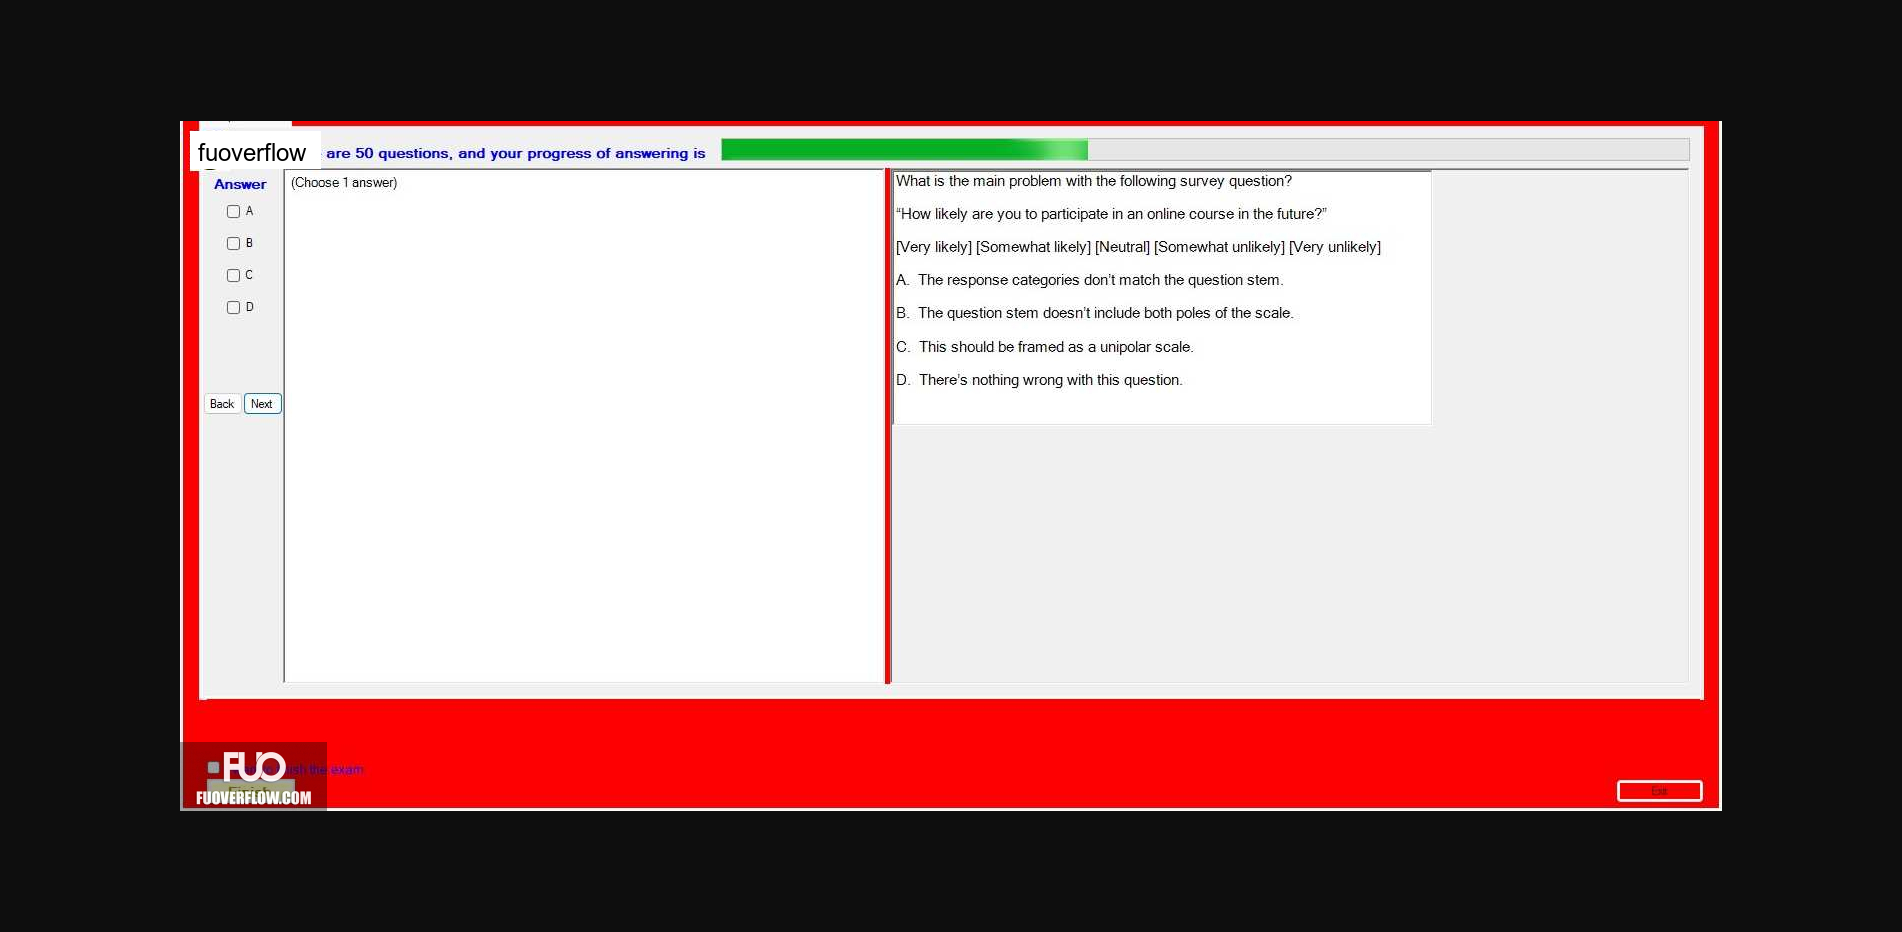 fuoverflow are 50 questions, and your progress of answering is
Answer
(Choose 1 answer)
A
B
C
D
Back Next
What is the main problem with the following survey question?
“How likely are you to participate in an online course in the future?”
[Very likely] [Somewhat likely] [Neutral] [Somewhat unlikely] [Very unlikely]
A. The response categories don’t match the question stem.
B. The question stem doesn’t include both poles of the scale.
C. This should be framed as a unipolar scale.
D. There’s nothing wrong with this question.
FUO
the exam
Finish
FUOVERFLOW.COM
Exit